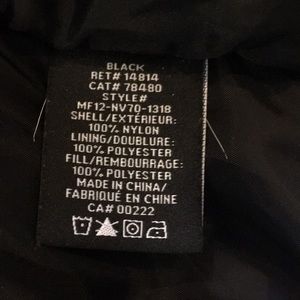 BLACK
RET# 14814
CAT# 78480
STYLE#
MF12-NV70-1318
SHELL/EXTÉRIEUR:
100% NYLON
LINING/DOUBLURE:
100% POLYESTER
FILL/REMBOURRAGE:
100% POLYESTER
MADE IN CHINA/
FABRIQUÉ EN CHINE
CA# 00222